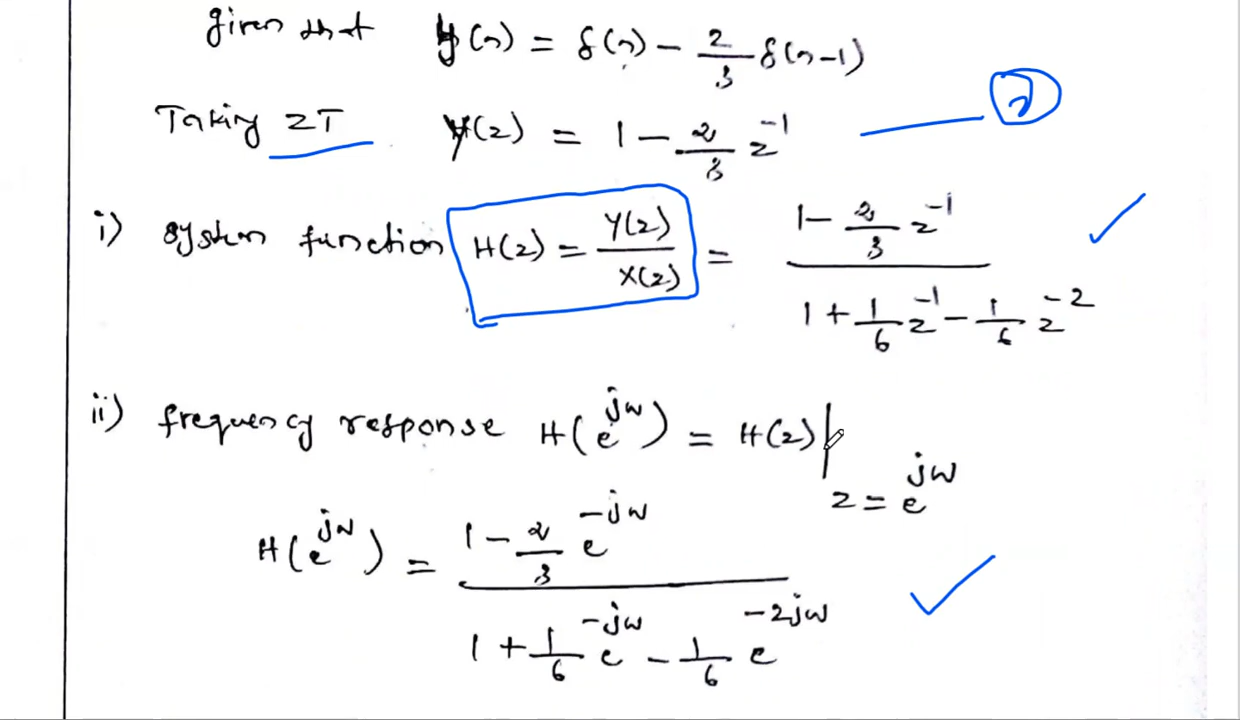 given that y(n) = δ(n) - 2/3 δ(n-1)
Taking ZT Y(z) = 1 - 2/3 z^-1 ——— 2
i) system function H(z) = Y(z)/X(z) = (1 - 2/3 z^-1)/(1 + 1/6 z^-1 - 1/6 z^-2) ✓
ii) frequency response H(e^jw) = H(z)|z = e^jw
H(e^jw) = (1 - 2/3 e^-jw)/(1 + 1/6 e^-jw - 1/6 e^-2jw) ✓